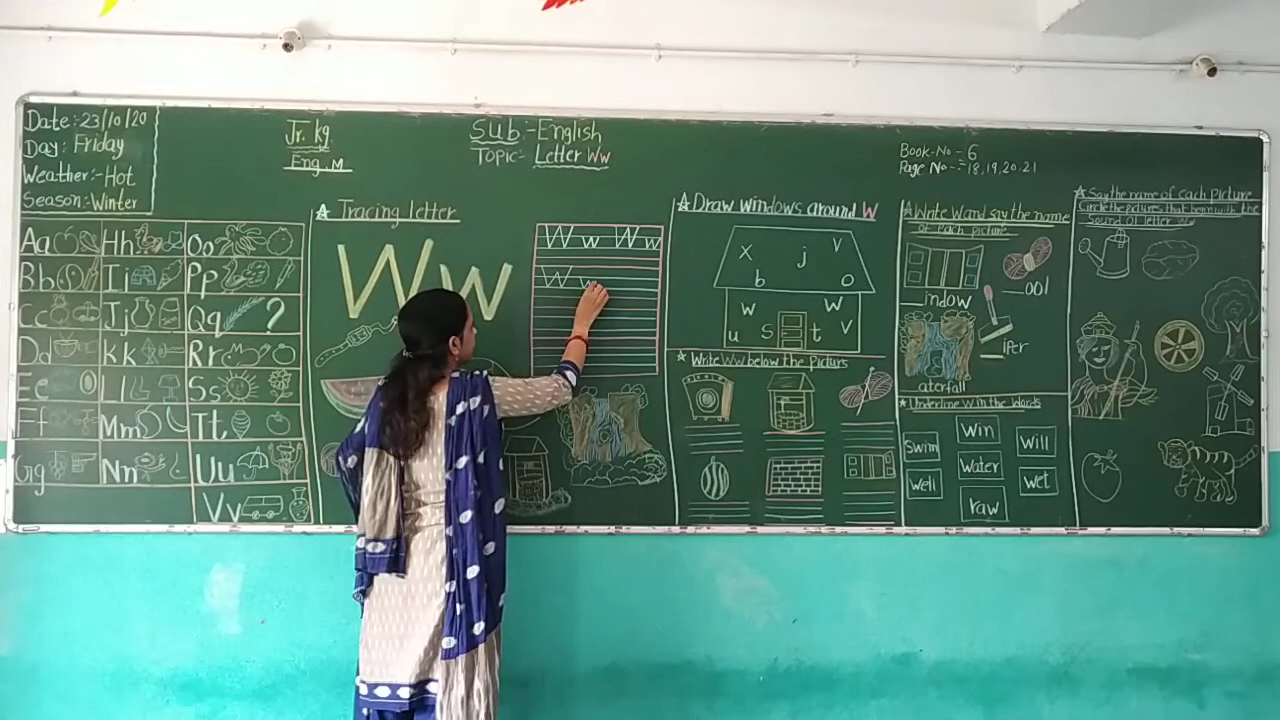 Date:-23/10/20
Day:- Friday
Weather:-Hot
Season:-Winter
Jr. kg
Eng.M
Sub:-English
Topic:- Letter Ww
Book-No- 6
Page No-:-18,19,20,21
Aa Hh Oo
Bb Ii Pp
Cc Jj Qq ?
Dd kk Rr
Ee Ll Ss
Ff Mm Tt
Gg Nn Uu
Vv
Tracing letter
Ww
W w W w
W w
Draw windows around W
x j v
b o
w w
u s t v
Write Ww below the Picture
Write W and say the name
of each picture
__indow
__ool
__iper
aterfall
Underline W in the words
Swim Win Will
Water
Well Wet
raw
Say the name of each Picture
Circle the pictures that begin with the
Sound of letter Ww